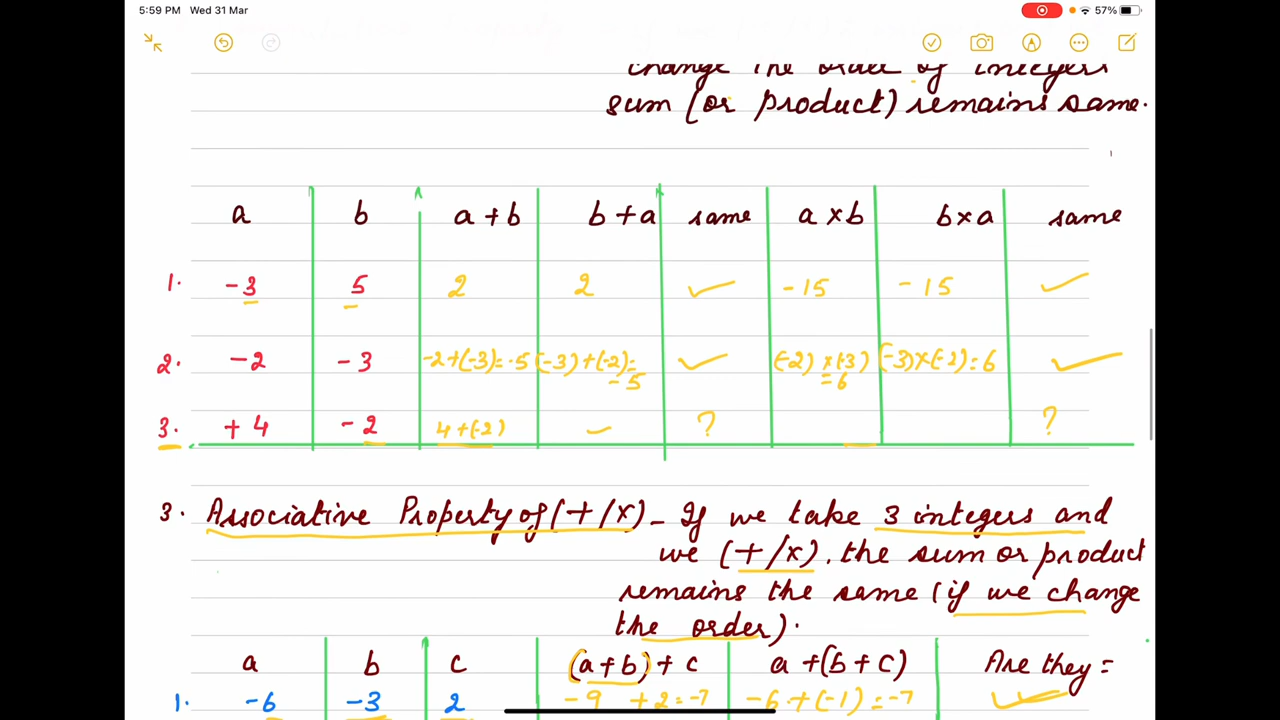 5:59 PM Wed 31 Mar
57%
change the order of integers
sum (or product) remains same.
a b a + b b + a same a × b b × a same
1. -3 5 2 2 ✓ -15 -15 ✓
2. -2 -3 -2+(-3)=-5 (-3)+(-2)= ✓ (-2) ×(-3) (-3)×(-2)=6 ✓
-5 =6
3. +4 -2 4+(-2) ✓ ? ?
3. Associative Property of (+/×) - If we take 3 integers and
we (+/×), the sum or product
remains the same (if we change
the order).
a b c (a+b)+ c a +(b + c) Are they =
1. -6 -3 2 -9 +2=-7 -6+(-1)=-7 ✓